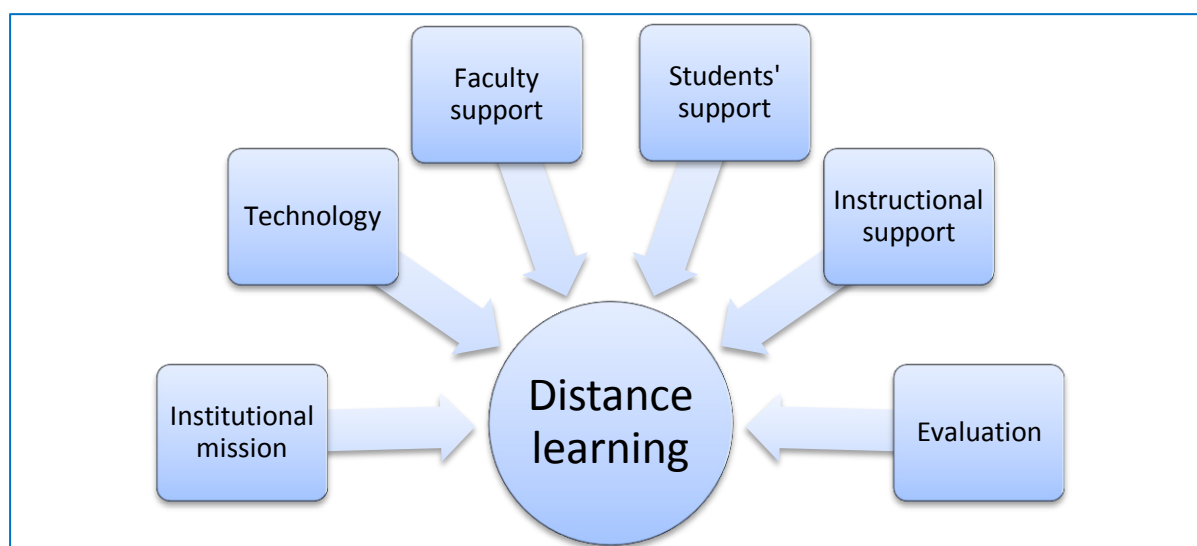 Faculty
support
Students'
support
Technology
Instructional
support
Institutional
mission
Distance
learning
Evaluation